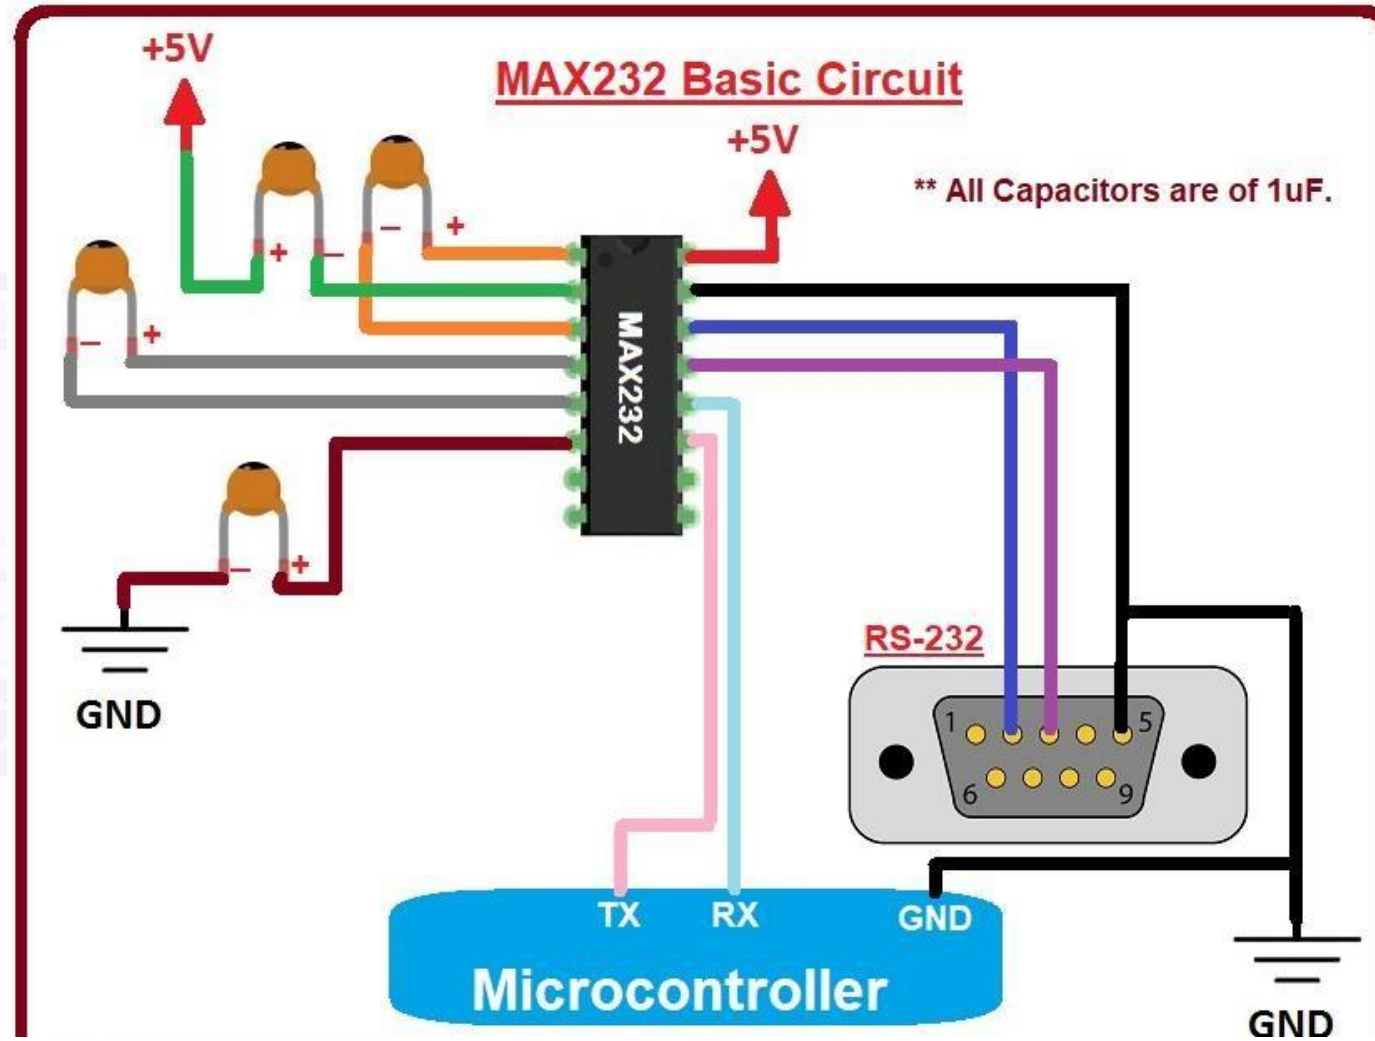 +5V
MAX232 Basic Circuit
+5V
** All Capacitors are of 1uF.
+
–
–
+
–
+
MAX232
–
+
GND
RS-232
1
5
6
9
TX
RX
GND
Microcontroller
GND